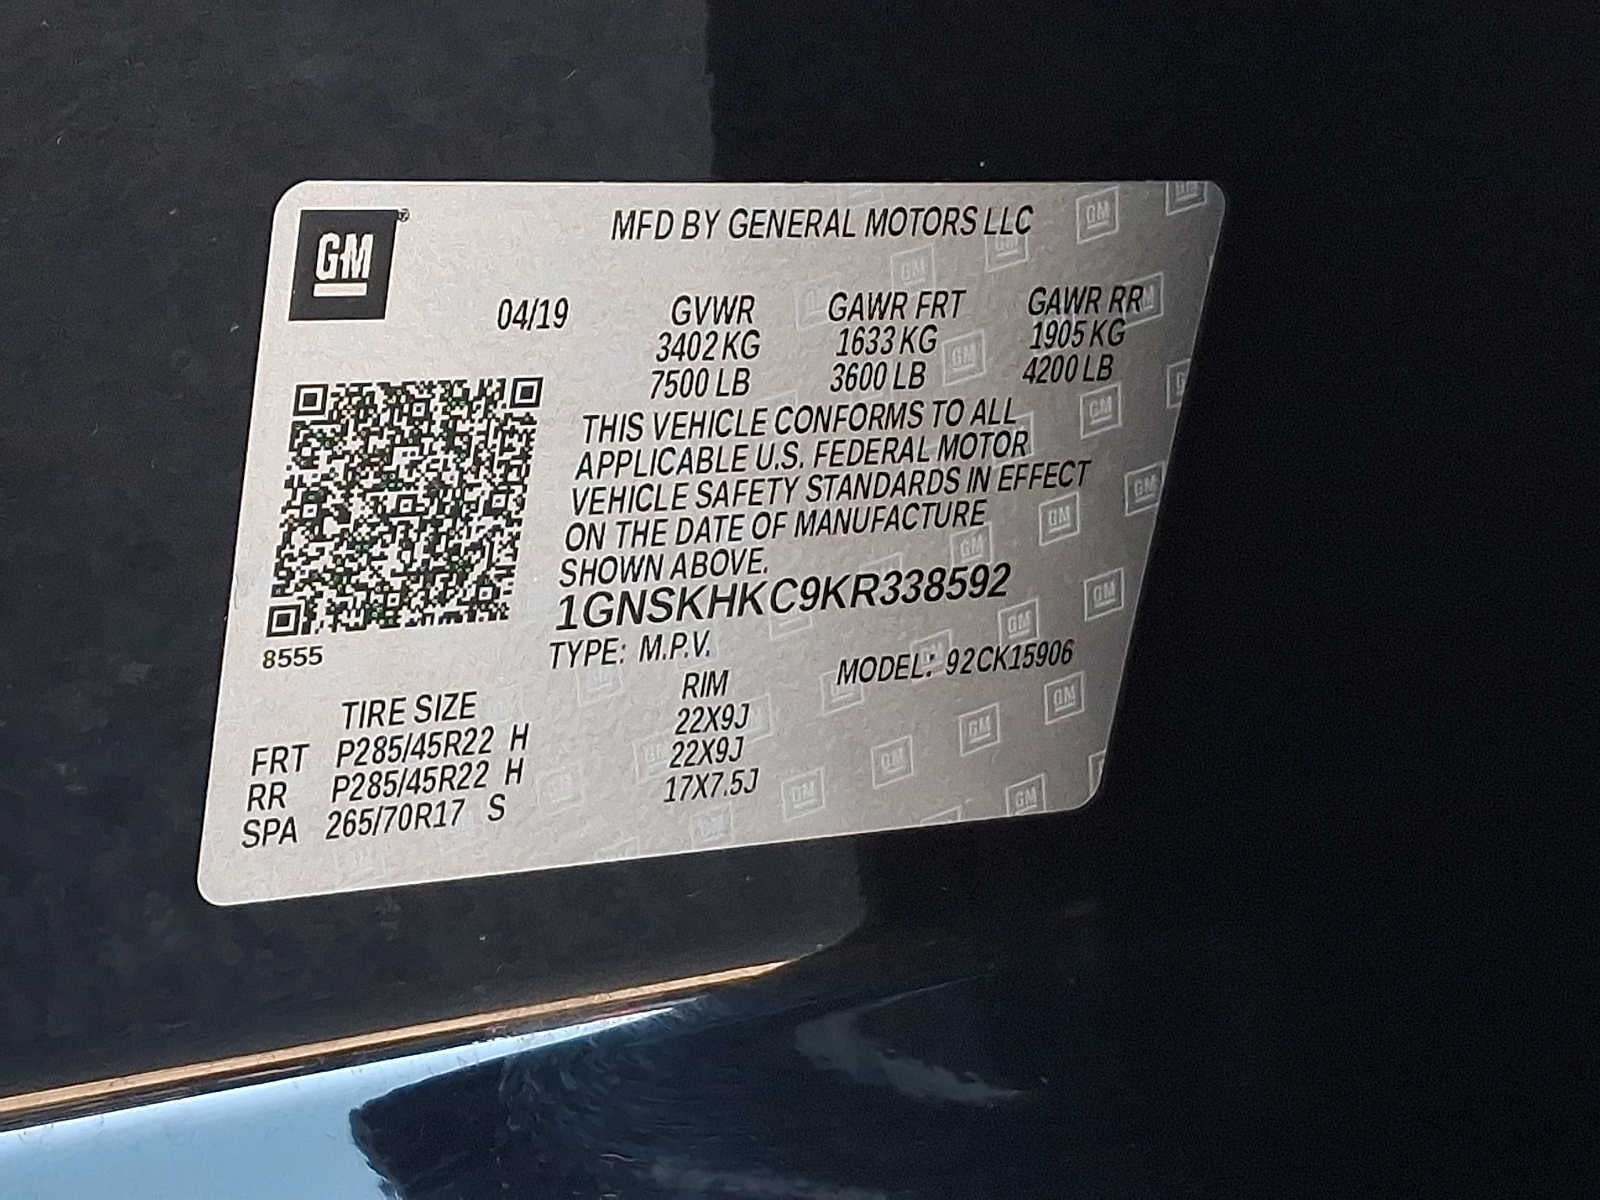 GM
MFD BY GENERAL MOTORS LLC
04/19
GVWR GAWR FRT GAWR RR
3402 KG 1633 KG 1905 KG
7500 LB 3600 LB 4200 LB
THIS VEHICLE CONFORMS TO ALL
APPLICABLE U.S. FEDERAL MOTOR
VEHICLE SAFETY STANDARDS IN EFFECT
ON THE DATE OF MANUFACTURE
SHOWN ABOVE.
1GNSKHKC9KR338592
8555
TYPE: M.P.V. MODEL: 92CK15906
TIRE SIZE RIM
FRT P285/45R22 H 22X9J
RR P285/45R22 H 22X9J
SPA 265/70R17 S 17X7.5J